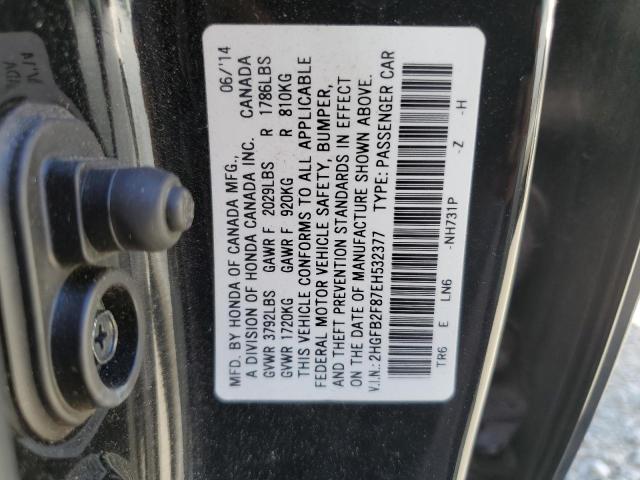 MFD. BY HONDA OF CANADA MFG., 06/14
A DIVISION OF HONDA CANADA INC. CANADA
GVWR 3792LBS GAWR F 2029LBS R 1786LBS
GVWR 1720KG GAWR F 920KG R 810KG
THIS VEHICLE CONFORMS TO ALL APPLICABLE
FEDERAL MOTOR VEHICLE SAFETY, BUMPER,
AND THEFT PREVENTION STANDARDS IN EFFECT
ON THE DATE OF MANUFACTURE SHOWN ABOVE.
V.I.N.: 2HGFB2F87EH532377 TYPE: PASSENGER CAR
TR6 E LN6 -NH731P -Z -H